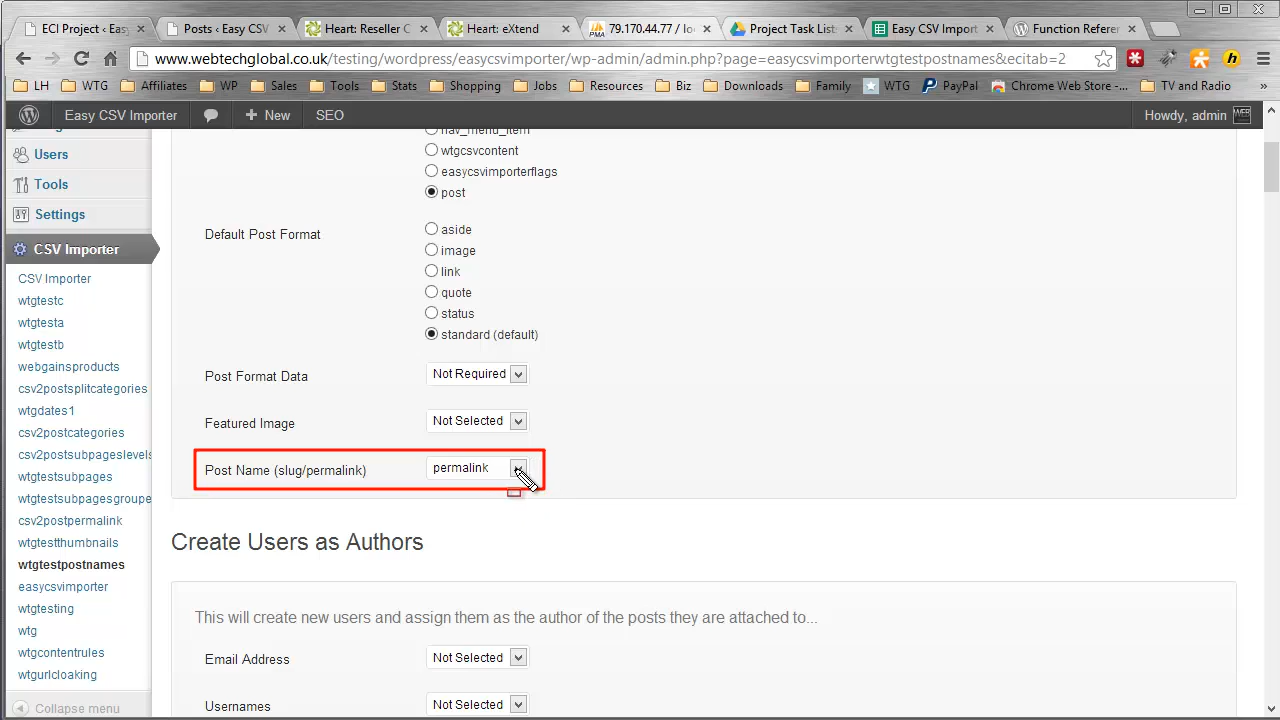 ECI Project ‹ Easy
Posts ‹ Easy CSV
Heart: Reseller C
Heart: eXtend
79.170.44.77 / lo
Project Task List
Easy CSV Import
Function Referen
www.webtechglobal.co.uk/testing/wordpress/easycsvimporter/wp-admin/admin.php?page=easycsvimporterwtgtestpostnames&ecitab=2
LH
WTG
Affiliates
WP
Sales
Tools
Stats
Shopping
Jobs
Resources
Biz
Downloads
Family
WTG
PayPal
Chrome WTeb Store -...
TV and Radio
»
Easy CSV Importer
+ New
SEO
Howdy, admin
Users
Tools
Settings
CSV Importer
CSV Importer
wtgtestc
wtgtesta
wtgtestb
webgainsproducts
csv2postsplitcategories
wtgdates1
csv2postcategories
csv2postsubpageslevels
wtgtestsubpages
wtgtestsubpagesgroupe
csv2postpermalink
wtgtestthumbnails
wtgtestpostnames
easycsvimporter
wtgtesting
wtg
wtgcontentrules
wtgurlcloaking
Collapse menu
nav_menu_item
wtgcsvcontent
easycsvimporterflags
post
Default Post Format
aside
image
link
quote
status
standard (default)
Post Format Data
Not Required
Featured Image
Not Selected
Post Name (slug/permalink)
permalink
Create Users as Authors
This will create new users and assign them as the author of the posts they are attached to...
Email Address
Not Selected
Usernames
Not Selected